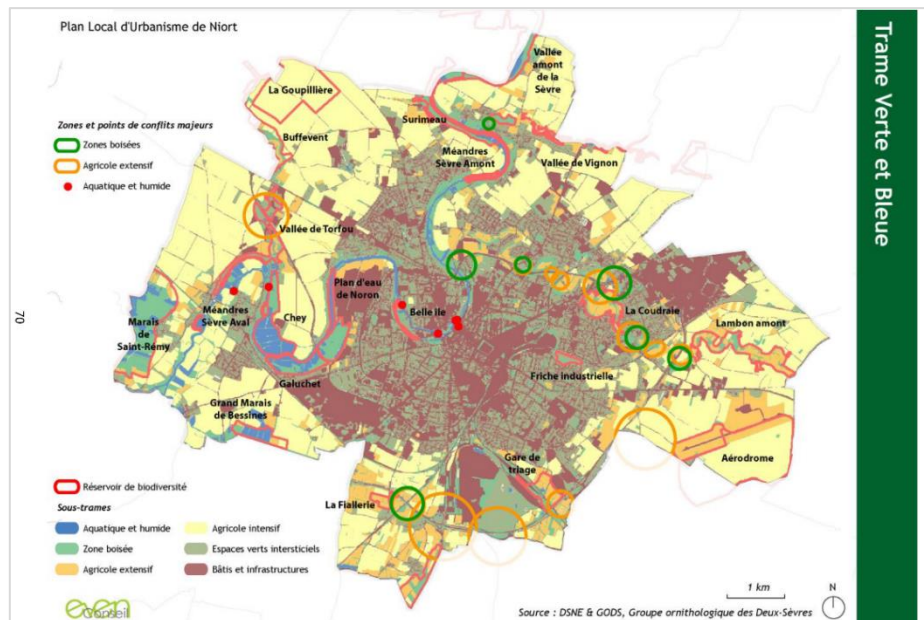 Plan Local d'Urbanisme de Niort
Trame Verte et Bleue
Zones et points de conflits majeurs
Zones boisées
Agricole extensif
Aquatique et humide
La Goupillière
Buffevent
Surimeau
Vallée
amont
de la
Sèvre
Méandres
Sèvre Amont
Vallée de Vignon
Vallée de Torfou
Plan d'eau
de Noron
Belle Ile
Méandres
Sèvre Aval
Chey
Marais
de
Saint-Rémy
La Coudraie
Lambon amont
Galuchet
Friche industrielle
Grand Marais
de Bessines
Gare de
triage
Aérodrome
La Fiallerie
Réservoir de biodiversité
Sous-trames
Aquatique et humide
Zone boisée
Agricole extensif
Agricole intensif
Espaces verts intersticiels
Bâtis et infrastructures
even
Conseil
1 km
N
Source : DSNE & GODS, Groupe ornithologique des Deux-Sèvres
70